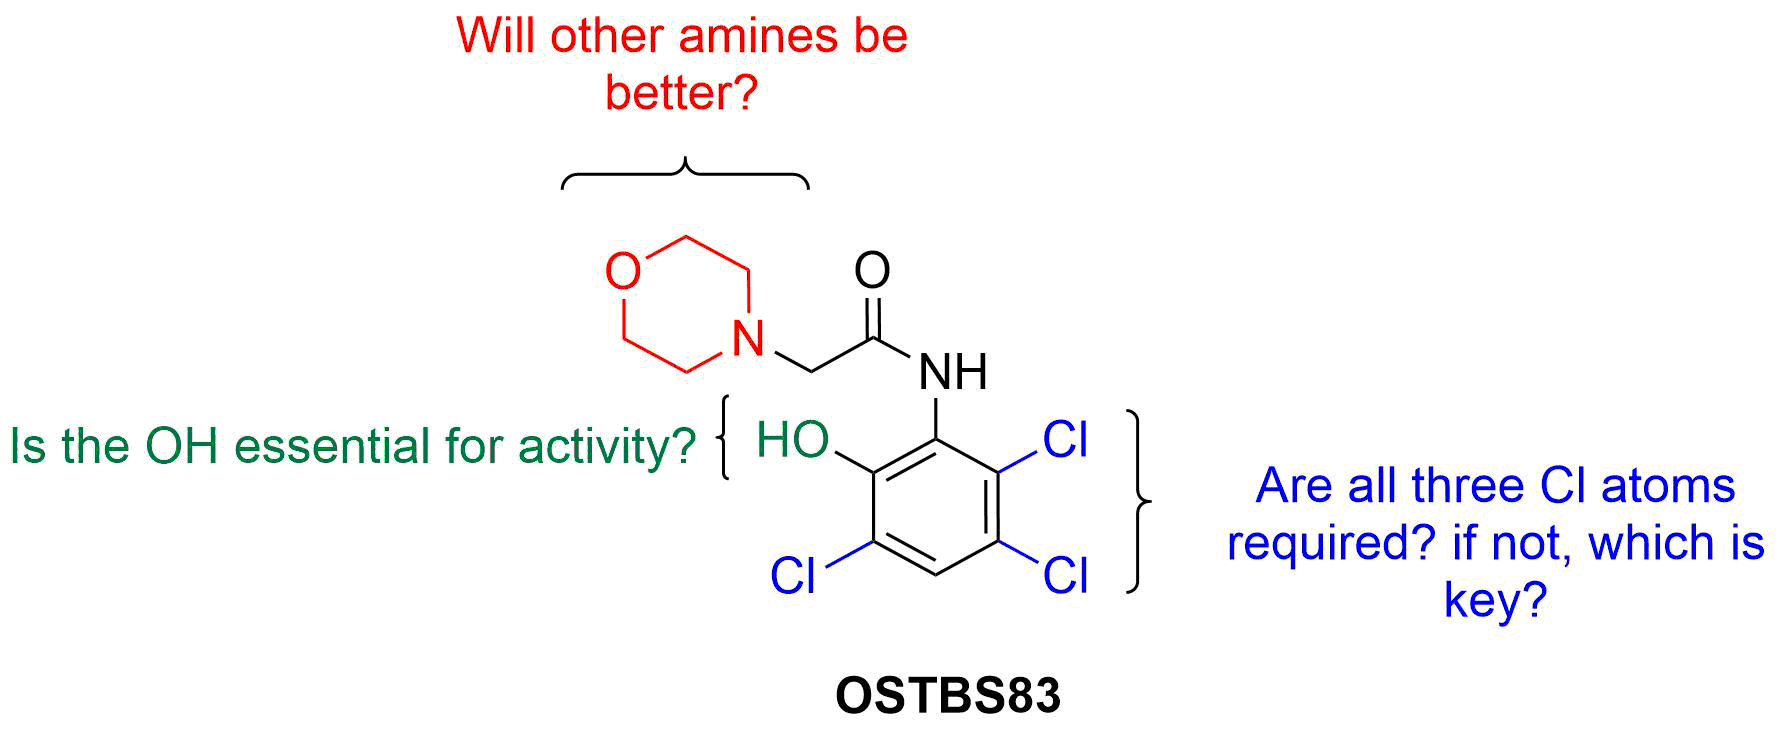 Will other amines be
better?
O
O
N
NH
Is the OH essential for activity?
HO
Cl
Cl
Cl
Are all three Cl atoms
required? if not, which is
key?
OSTBS83